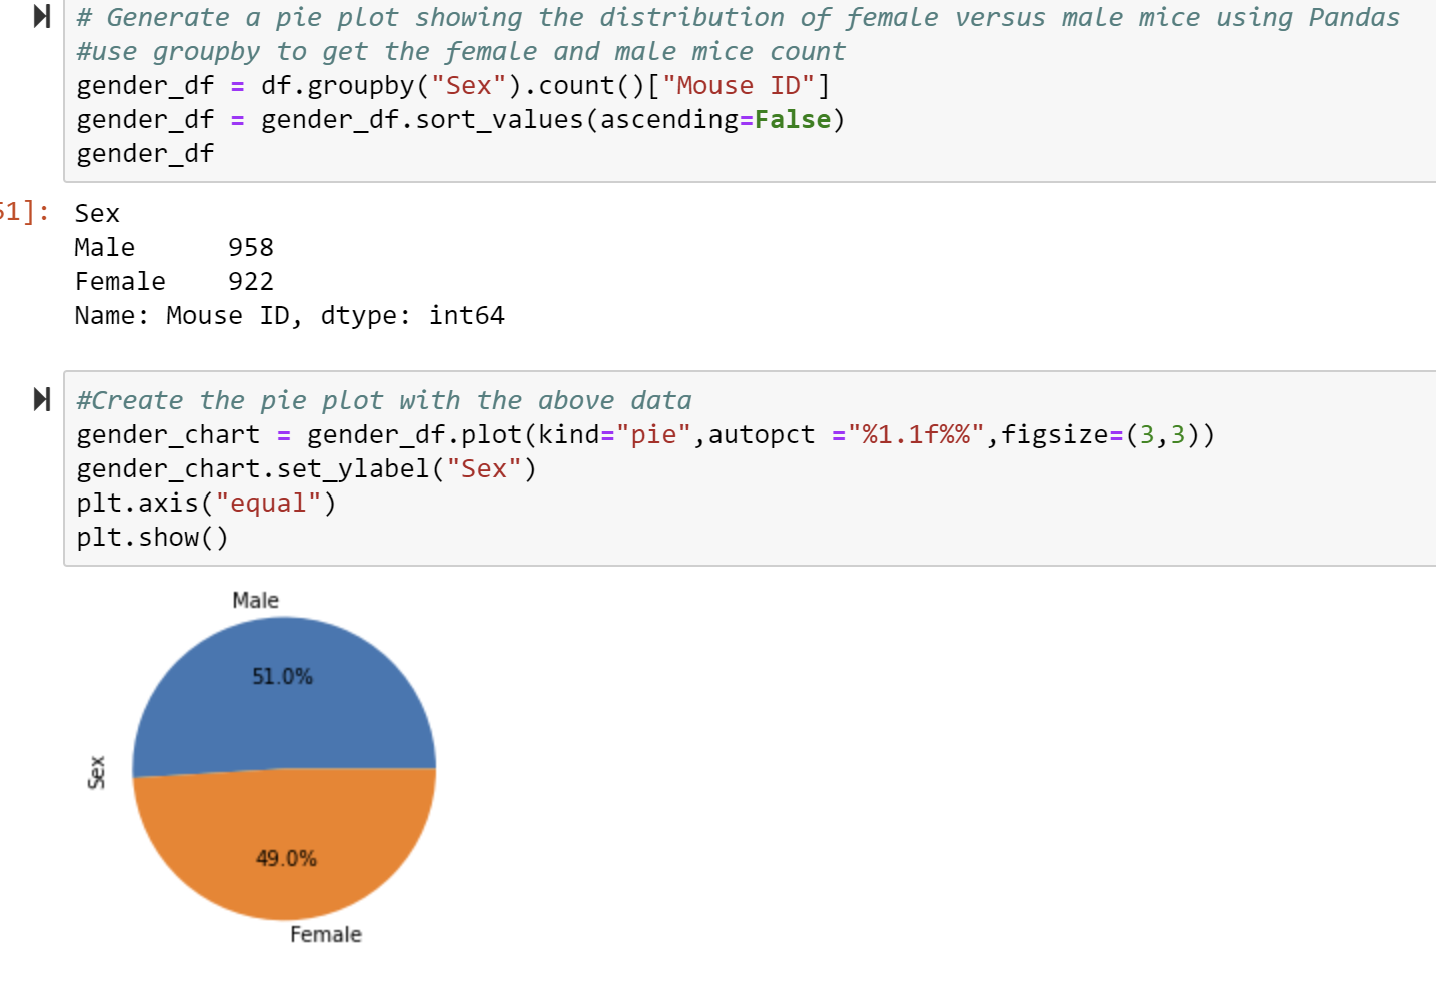 # Generate a pie plot showing the distribution of female versus male mice using Pandas
#use groupby to get the female and male mice count
gender_df = df.groupby("Sex").count()["Mouse ID"]
gender_df = gender_df.sort_values(ascending=False)
gender_df
51]:
Sex
Male      958
Female    922
Name: Mouse ID, dtype: int64
#Create the pie plot with the above data
gender_chart = gender_df.plot(kind="pie",autopct ="%1.1f%%",figsize=(3,3))
gender_chart.set_ylabel("Sex")
plt.axis("equal")
plt.show()
Male
51.0%
Sex
49.0%
Female